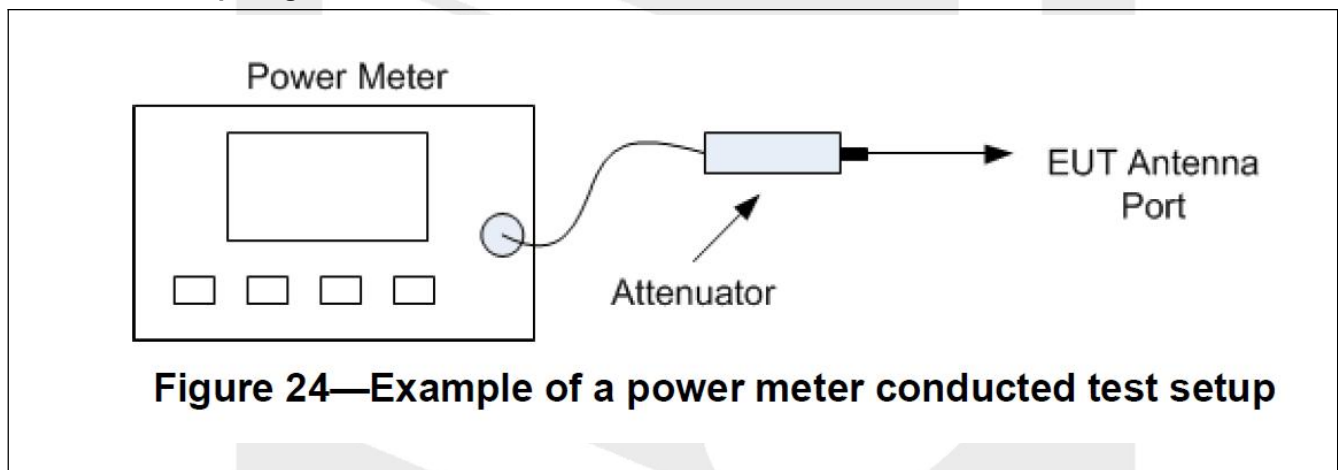 Power Meter
EUT Antenna
Port
Attenuator
Figure 24—Example of a power meter conducted test setup